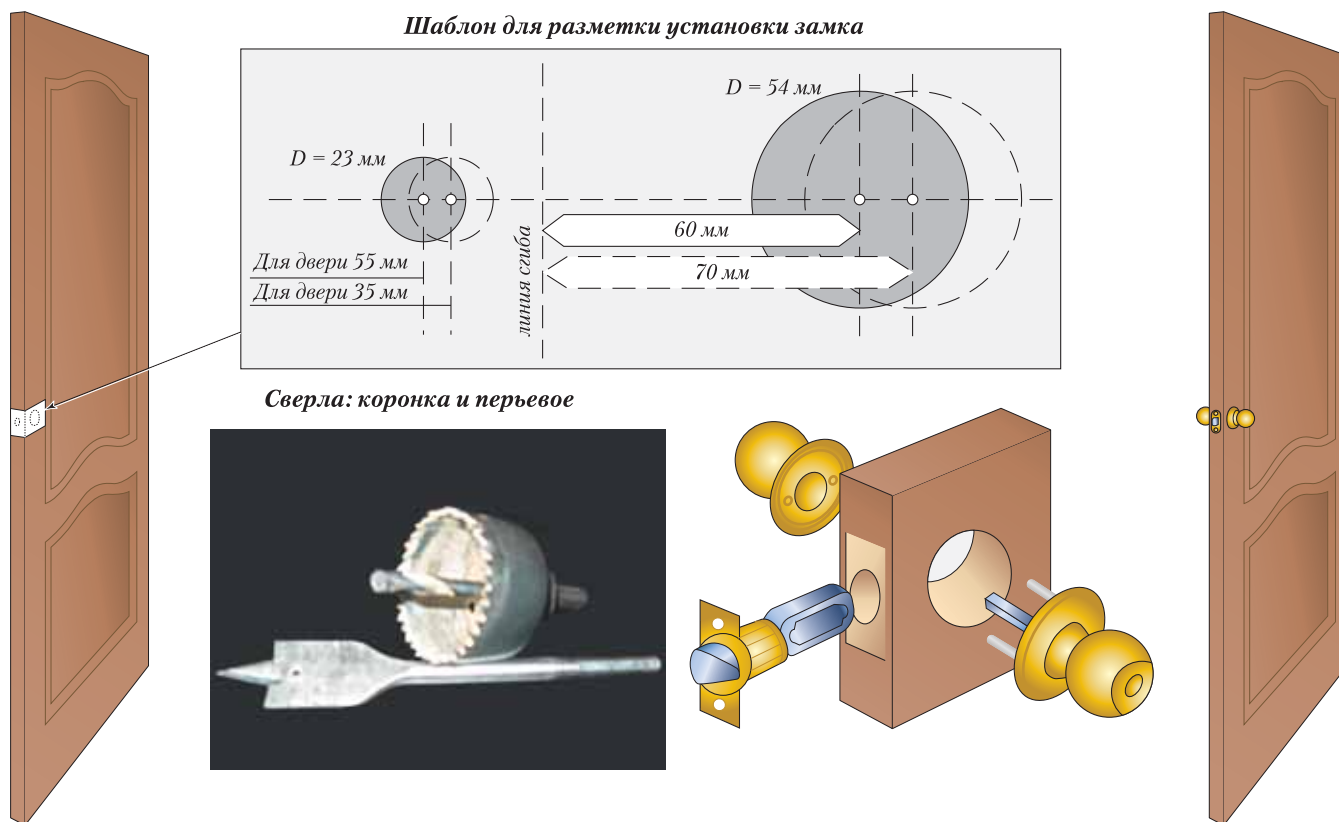 Шаблон для разметки установки замка
D = 54 мм
D = 23 мм
60 мм
70 мм
Для двери 55 мм
Для двери 35 мм
линия сгиба
Сверла: коронка и перьевое